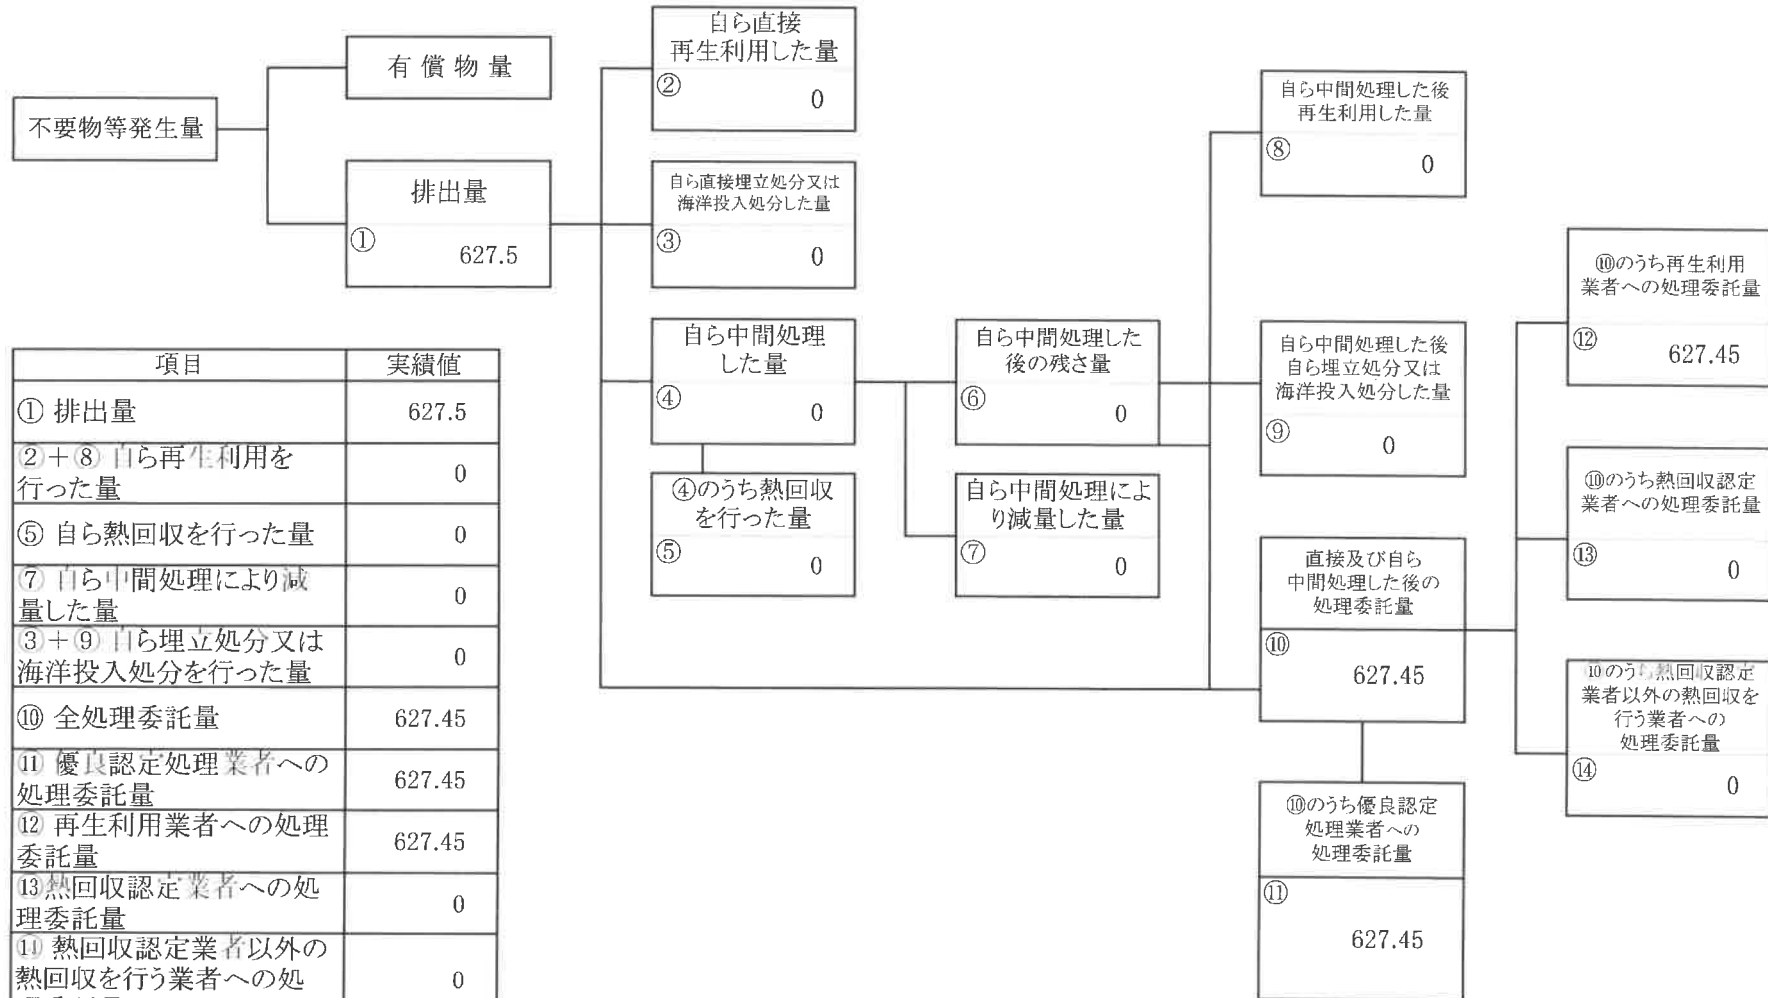 不要物等発生量
有償物量
排出量
①
627.5
自ら直接
再生利用した量
②
0
自ら直接埋立処分又は
海洋投入処分した量
③
0
自ら中間処理
した量
④
0
④のうち熱回収
を行った量
⑤
0
自ら中間処理した
後の残さ量
⑥
0
自ら中間処理によ
り減量した量
⑦
0
自ら中間処理した後
再生利用した量
⑧
0
自ら中間処理した後
自ら埋立処分又は
海洋投入処分した量
⑨
0
直接及び自ら
中間処理した後の
処理委託量
⑩
627.45
⑩のうち優良認定
処理業者への
処理委託量
⑪
627.45
⑩のうち再生利用
業者への処理委託量
⑫
627.45
⑩のうち熱回収認定
業者への処理委託量
⑬
0
⑩のうち熱回収認定
業者以外の熱回収を
行う業者への
処理委託量
⑭
0
項目 実績値
① 排出量 627.5
②+⑧ 自ら再生利用を
行った量 0
⑤ 自ら熱回収を行った量 0
⑦ 自ら中間処理により減
量した量 0
③+⑨ 自ら埋立処分又は
海洋投入処分を行った量 0
⑩ 全処理委託量 627.45
⑪ 優良認定処理業者への
処理委託量 627.45
⑫ 再生利用業者への処理
委託量 627.45
⑬熱回収認定業者への処
理委託量 0
熱回収認定業者以外の
熱回収を行う業者への処 0